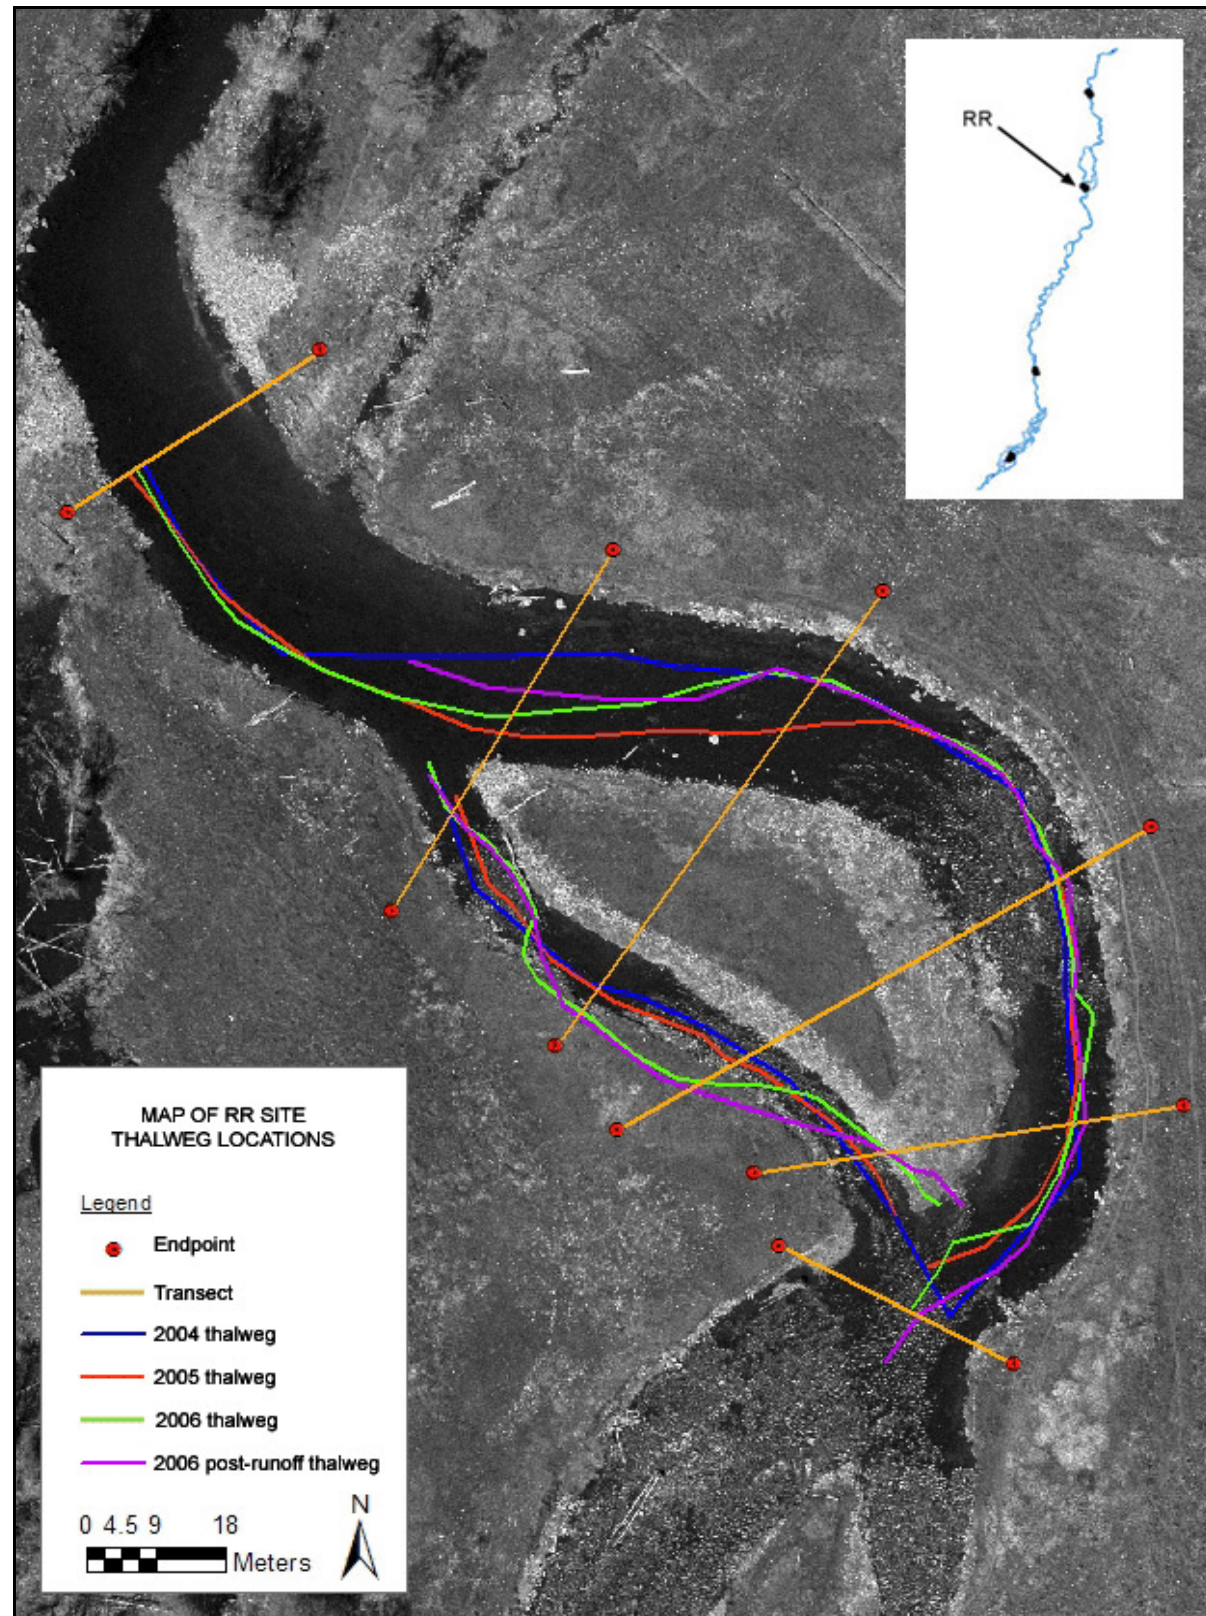 RR
MAP OF RR SITE
THALWEG LOCATIONS
Legend
Endpoint
Transect
2004 thalweg
2005 thalweg
2006 thalweg
2006 post-runoff thalweg
N
0 4.5 9 18
Meters